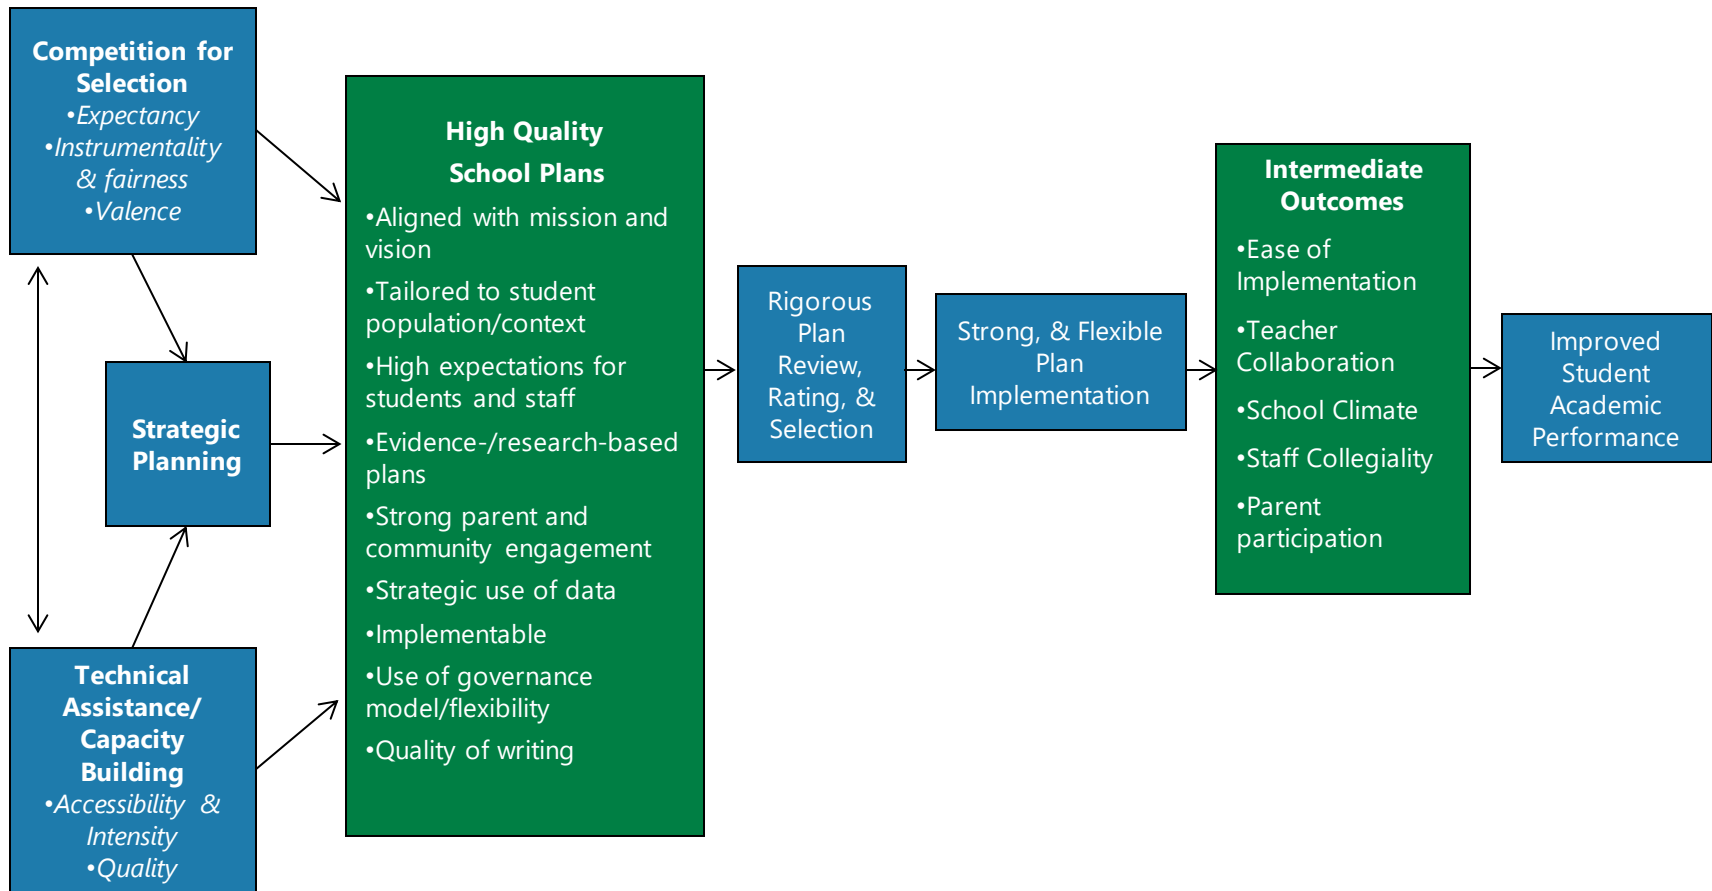 Competition for
Selection
•Expectancy
•Instrumentality
& fairness
•Valence
Strategic
Planning
Technical
Assistance/
Capacity
Building
•Accessibility &
Intensity
•Quality
High Quality
School Plans
•Aligned with mission and
vision
•Tailored to student
population/context
•High expectations for
students and staff
•Evidence-/research-based
plans
•Strong parent and
community engagement
•Strategic use of data
•Implementable
•Use of governance
model/flexibility
•Quality of writing
Rigorous
Plan
Review,
Rating, &
Selection
Strong, & Flexible
Plan
Implementation
Intermediate
Outcomes
•Ease of
Implementation
•Teacher
Collaboration
•School Climate
•Staff Collegiality
•Parent
participation
Improved
Student
Academic
Performance